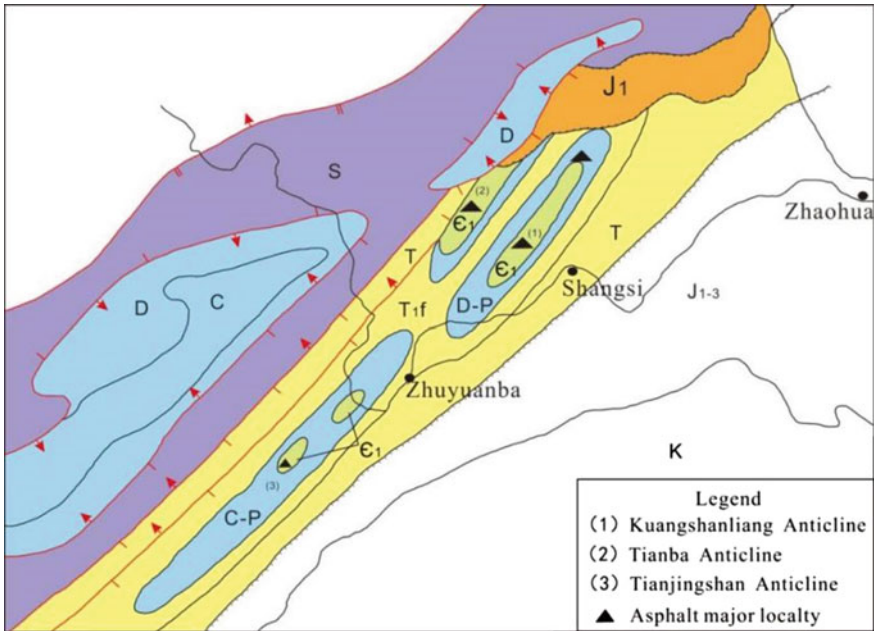 J1
D
S
(2)
Є1
Zhaohua
(1)
T
T
Є1
Shangsi
D
C
D-P
J1-3
T1f
Zhuyuanba
Є1
K
(3)
C-P
Legend
(1) Kuangshanliang Anticline
(2) Tianba Anticline
(3) Tianjingshan Anticline
Asphalt major localty